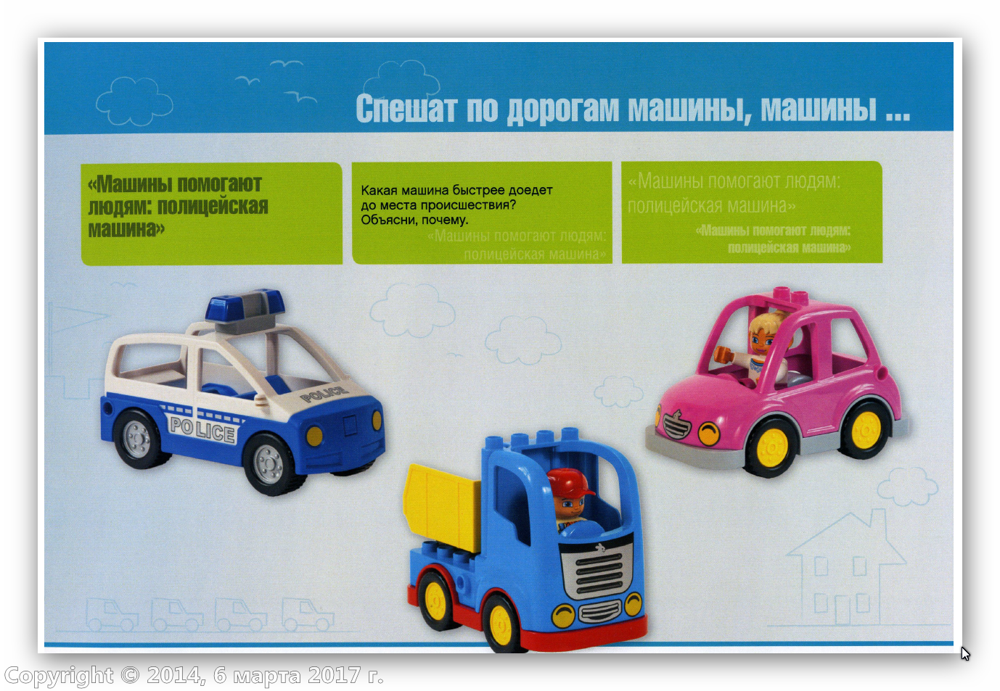 Спешат по дорогам машины, машины ...
«Машины помогают
людям: полицейская
машина»
Какая машина быстрее доедет
до места происшествия?
Объясни, почему.
«Машины помогают людям:
полицейская машина»
«Машины помогают людям:
полицейская машина»
«Машины помогают людям:
полицейская машина»
POLICE
POLICE
Copyright © 2014, 6 марта 2017 г.